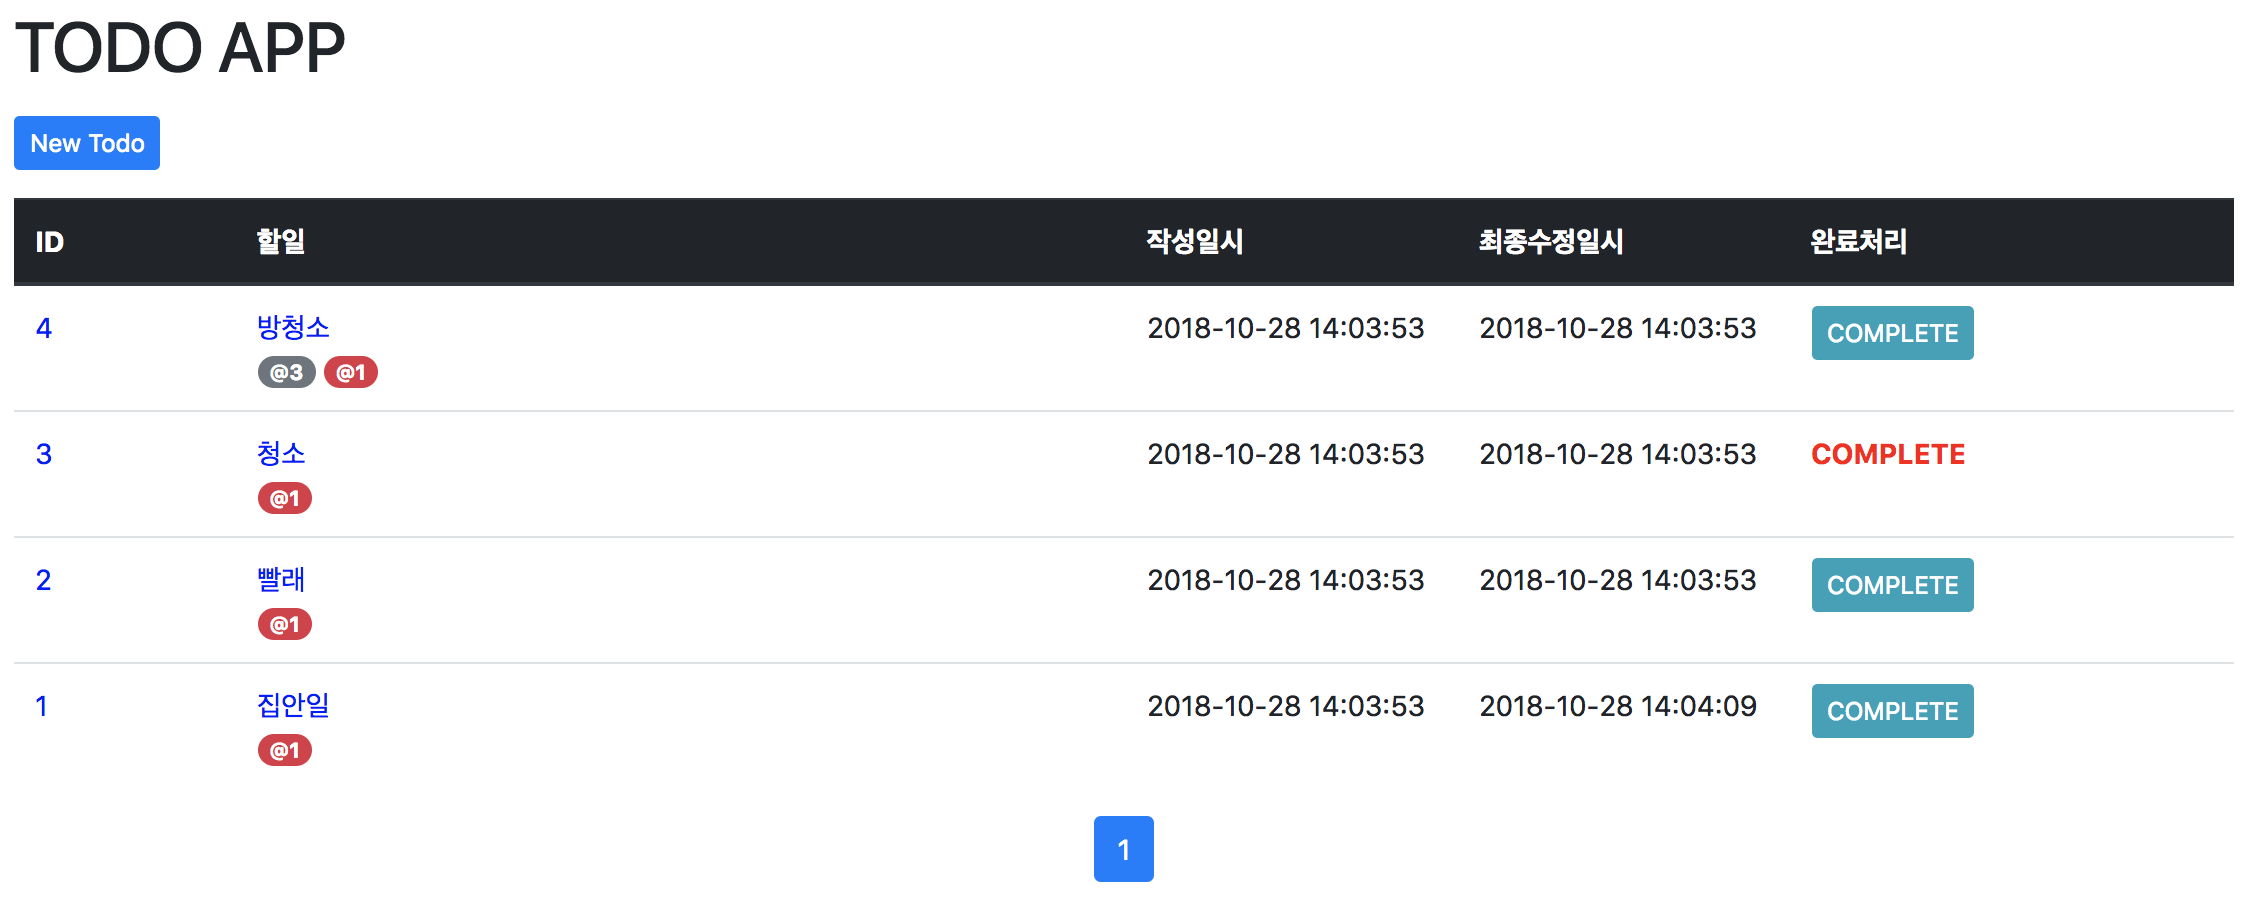 TODO APP
New Todo
ID 할일 작성일시 최종수정일시 완료처리
4 방청소 2018-10-28 14:03:53 2018-10-28 14:03:53 COMPLETE
@3 @1
3 청소 2018-10-28 14:03:53 2018-10-28 14:03:53 COMPLETE
@1
2 빨래 2018-10-28 14:03:53 2018-10-28 14:03:53 COMPLETE
@1
1 집안일 2018-10-28 14:03:53 2018-10-28 14:04:09 COMPLETE
@1
1